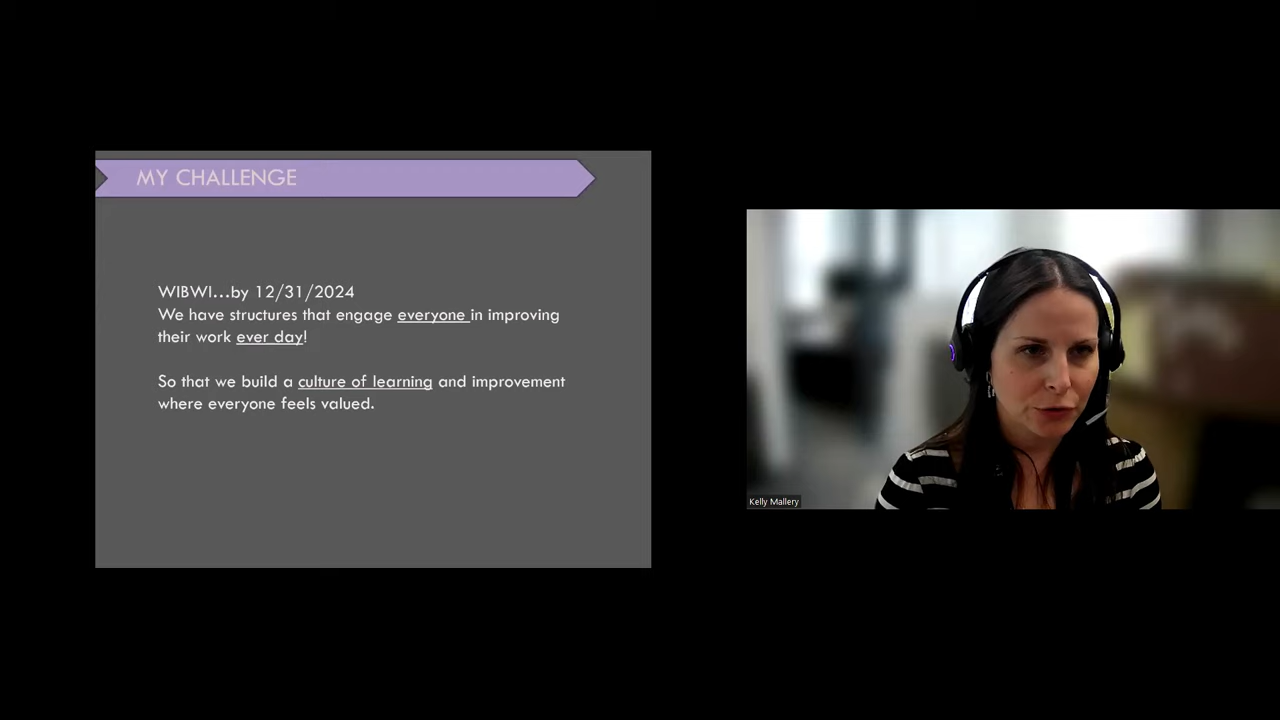 MY CHALLENGE
WIBWI...by 12/31/2024
We have structures that engage everyone in improving
their work ever day!
So that we build a culture of learning and improvement
where everyone feels valued.
Kelly Mallery